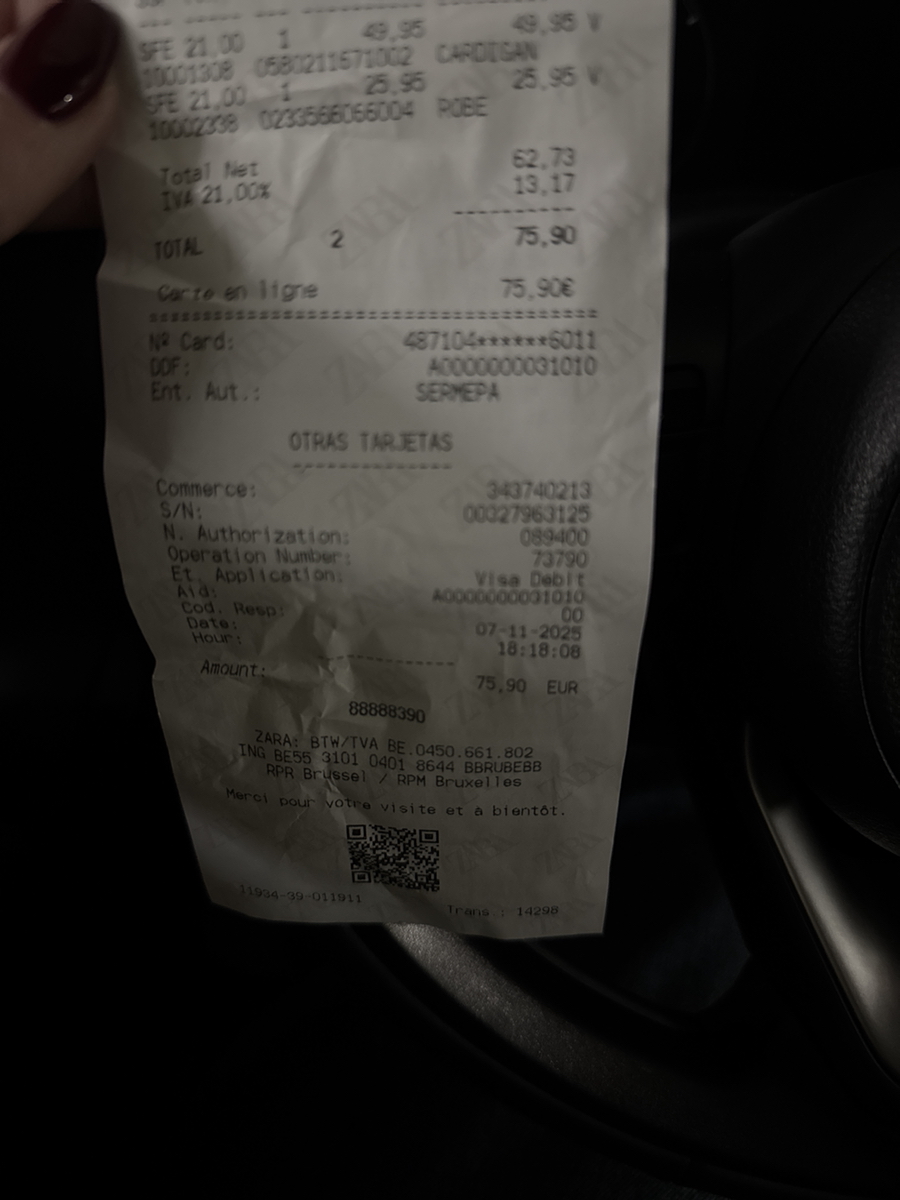 SFE 21,00 1 49,95 49,95 V
10001308 0580211671002 CARDIGAN
SFE 21,00 1 25,95 25,95 V
10002338 02335566066004 ROBE
Total Net 62,73
IVA 21,00% 13,17
----------
TOTAL 2 75,90
Carte en ligne 75,90€
====================================
Nº Card: 487104******6011
DDF: A0000000031010
Ent. Aut.: SERMEPA
OTRAS TARJETAS
-------------
Commerce: 343740213
S/N: 00327963125
N. Authorization: 089400
Operation Number: 73790
Et. Application: Visa Debit
Aid: A0000000031010
Cod. Resp: 00
Date: 07-11-2025
Hour: 18:18:08
Amount: 75,90 EUR
88888390
ZARA: BTW/TVA BE.0450.661.802
ING BE55 3101 0401 8644 BBRUBEBB
RPR Brussel / RPM Bruxelles
Merci pour votre visite et à bientôt.
11934-39-011911 Trans.: 14298